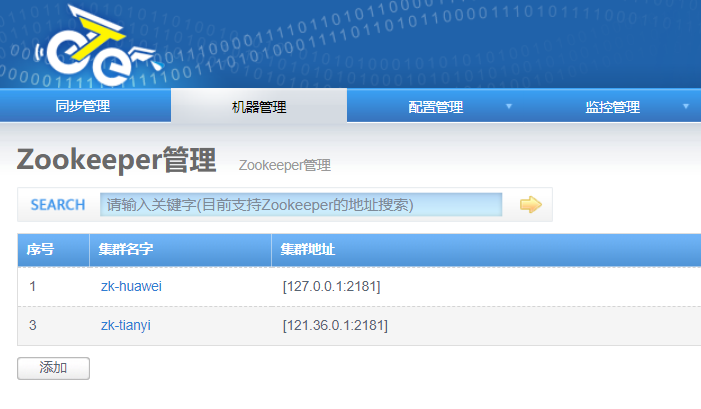 eTe
同步管理 机器管理 配置管理 监控管理
Zookeeper管理 Zookeeper管理
SEARCH 请输入关键字(目前支持Zookeeper的地址搜索)
序号 集群名字 集群地址
1 zk-huawei [127.0.0.1:2181]
3 zk-tianyi [121.36.0.1:2181]
添加